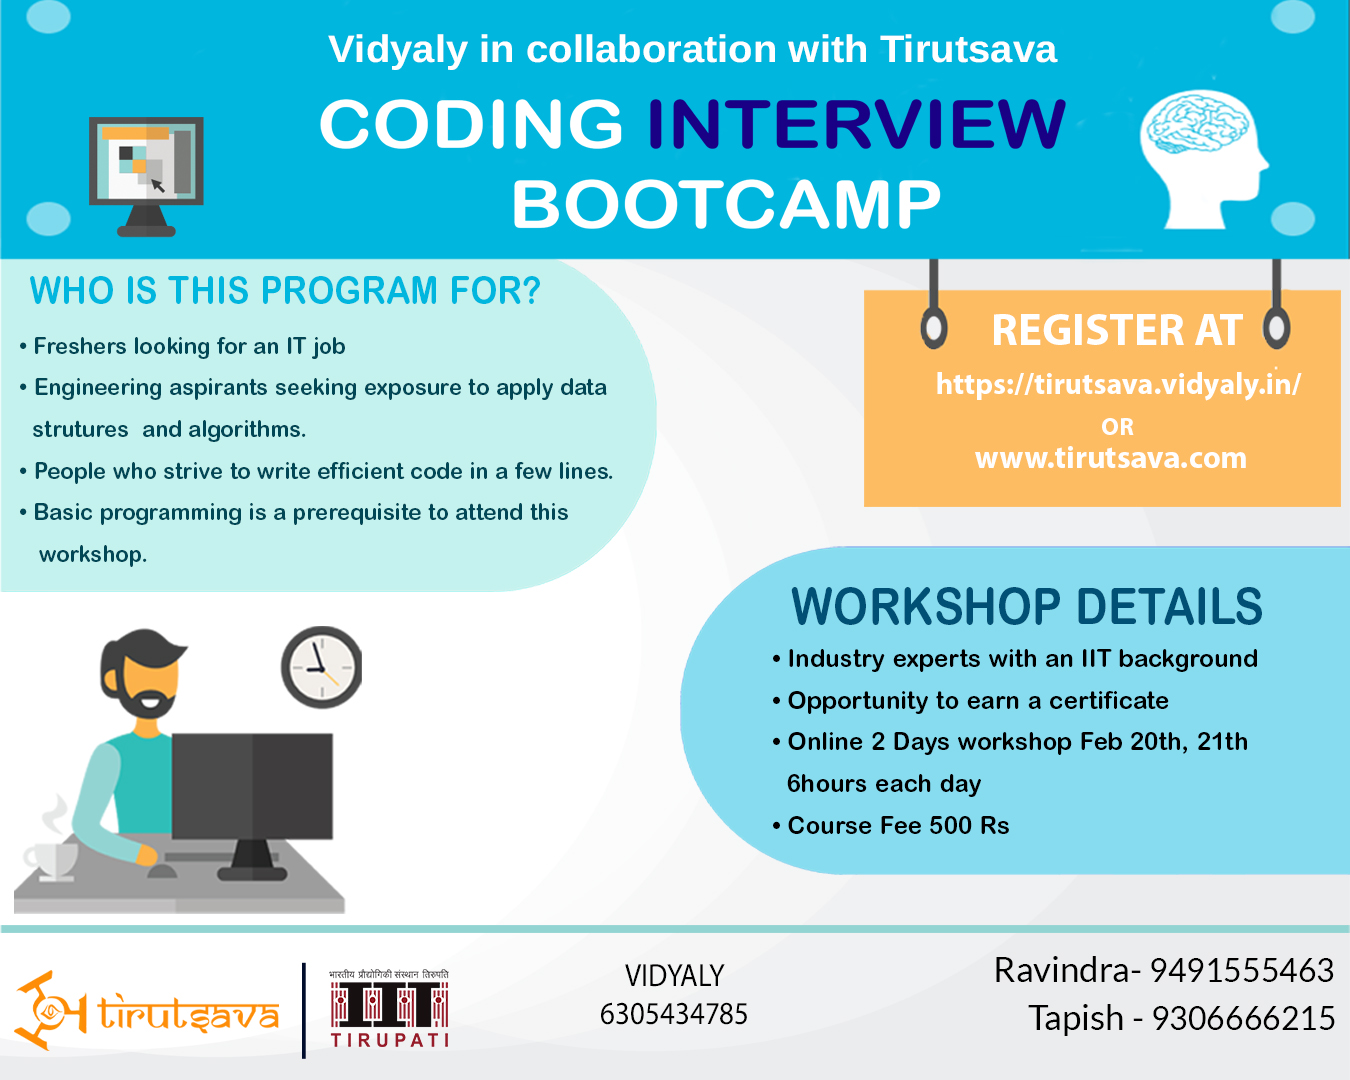 Vidyaly in collaboration with Tirutsava
CODING INTERVIEW
BOOTCAMP
WHO IS THIS PROGRAM FOR?
• Freshers looking for an IT job
• Engineering aspirants seeking exposure to apply data
strutures and algorithms.
• People who strive to write efficient code in a few lines.
• Basic programming is a prerequisite to attend this
workshop.
REGISTER AT
https://tirutsava.vidyaly.in/
OR
www.tirutsava.com
WORKSHOP DETAILS
• Industry experts with an IIT background
• Opportunity to earn a certificate
• Online 2 Days workshop Feb 20th, 21th
6hours each day
• Course Fee 500 Rs
tirutsava
भारतीय प्रौद्योगिकी संस्थान तिरुपति
IIT
TIRUPATI
VIDYALY
6305434785
Ravindra- 9491555463
Tapish - 9306666215